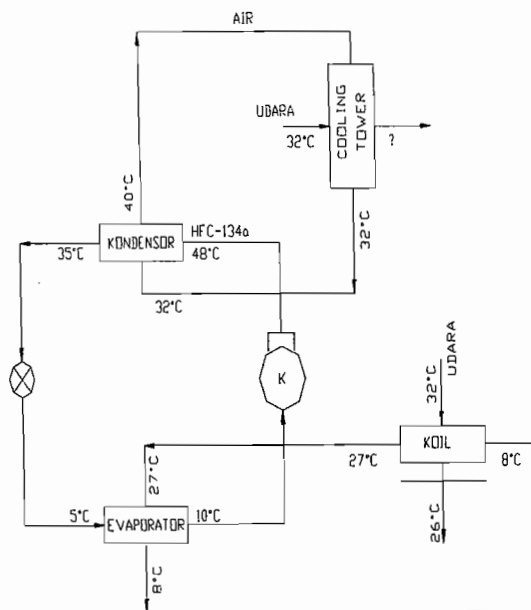 AIR
UDARA
32°C
COOLING
TOWER
?
40°C
HFC-134a
KONDENSOR
35°C
48°C
32°C
32°C
K
UDARA
32°C
KOIL
27°C
8°C
27°C
26°C
5°C
EVAPORATOR
10°C
8°C